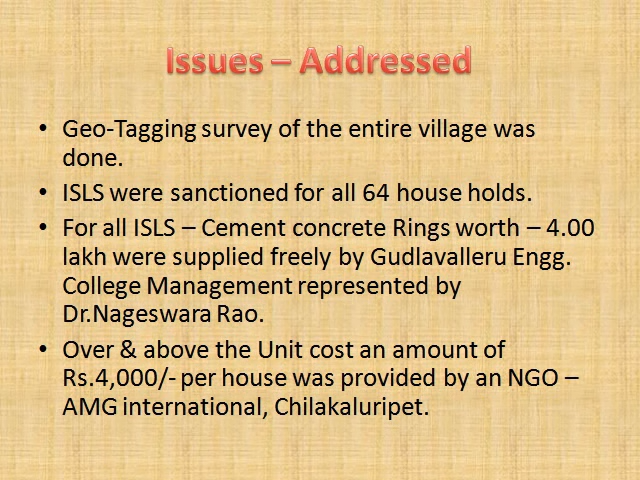 Issues – Addressed
• Geo-Tagging survey of the entire village was
done.
• ISLS were sanctioned for all 64 house holds.
• For all ISLS – Cement concrete Rings worth – 4.00
lakh were supplied freely by Gudlavalleru Engg.
College Management represented by
Dr.Nageswara Rao.
• Over & above the Unit cost an amount of
Rs.4,000/- per house was provided by an NGO –
AMG international, Chilakaluripet.